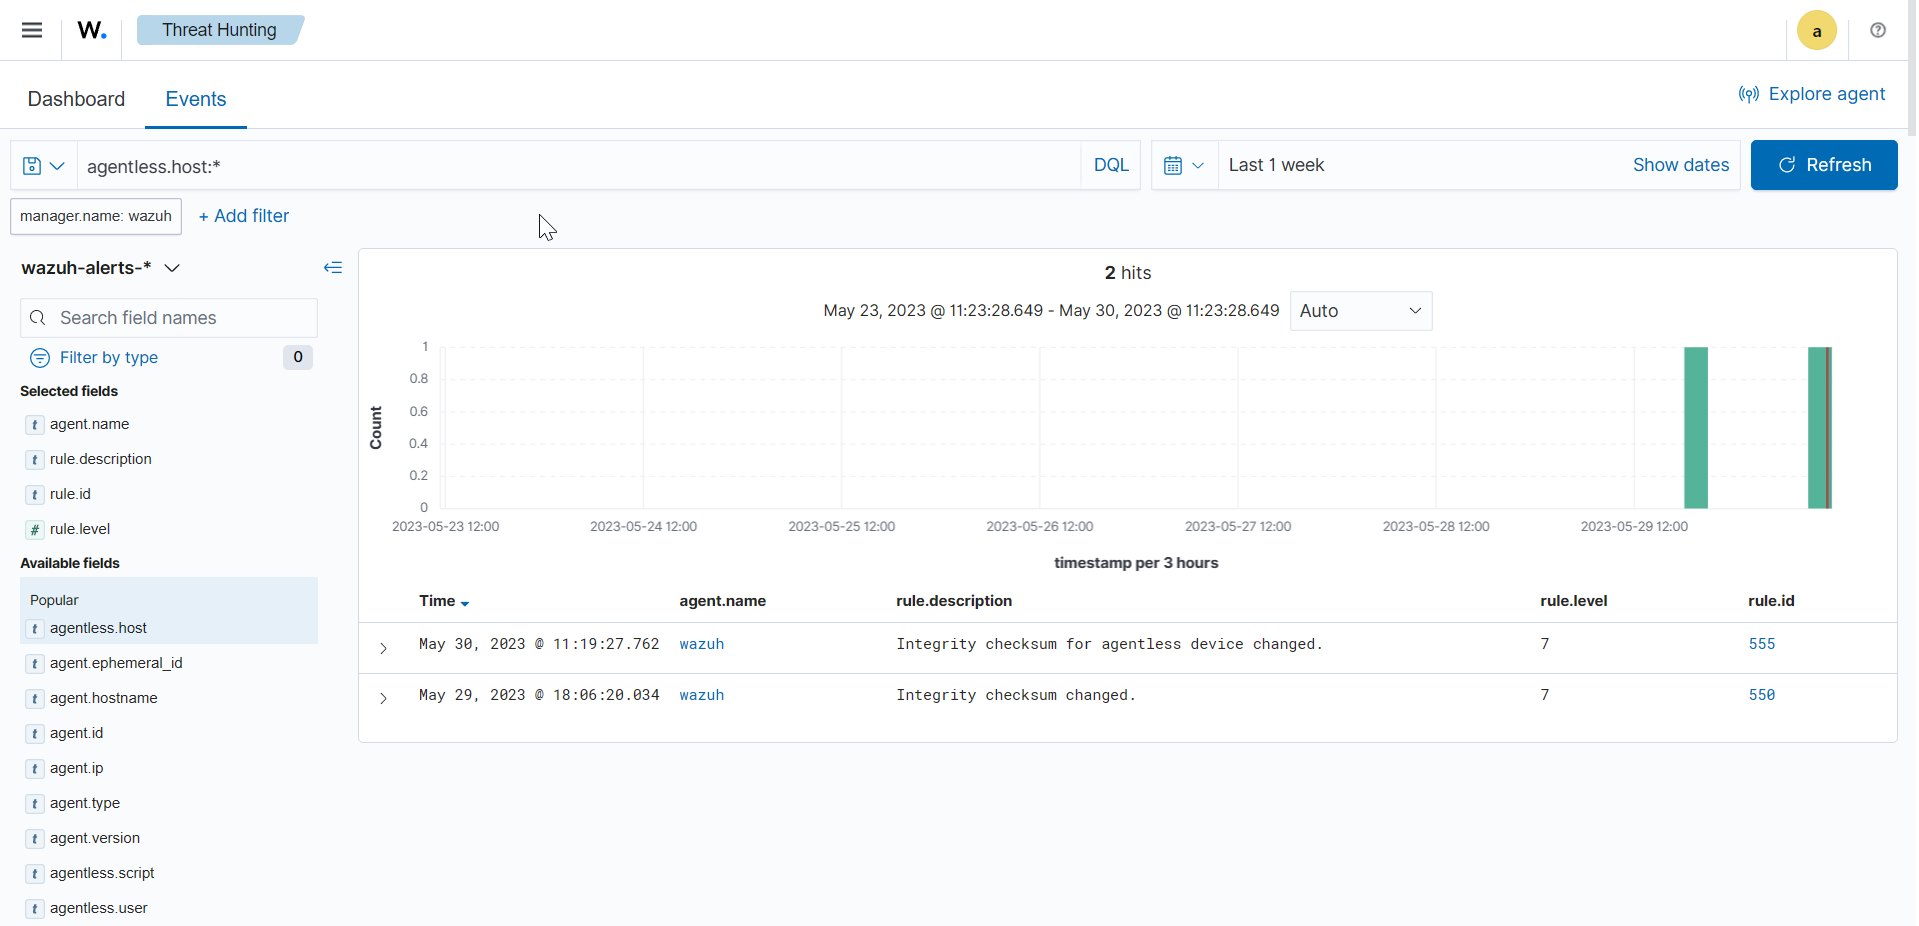 W. Threat Hunting a
Dashboard Events Explore agent
agentless.host:* DQL Last 1 week Show dates Refresh
manager.name: wazuh + Add filter
wazuh-alerts-*
Search field names
Filter by type 0
Selected fields
t agent.name
t rule.description
t rule.id
# rule.level
Available fields
Popular
t agentless.host
t agent.ephemeral_id
t agent.hostname
t agent.id
t agent.ip
t agent.type
t agent.version
t agentless.script
t agentless.user
2 hits
May 23, 2023 @ 11:23:28.649 - May 30, 2023 @ 11:23:28.649 Auto
Count
1
0.8
0.6
0.4
0.2
0
2023-05-23 12:00 2023-05-24 12:00 2023-05-25 12:00 2023-05-26 12:00 2023-05-27 12:00 2023-05-28 12:00 2023-05-29 12:00
timestamp per 3 hours
Time agent.name rule.description rule.level rule.id
May 30, 2023 @ 11:19:27.762 wazuh Integrity checksum for agentless device changed. 7 555
May 29, 2023 @ 18:06:20.034 wazuh Integrity checksum changed. 7 550